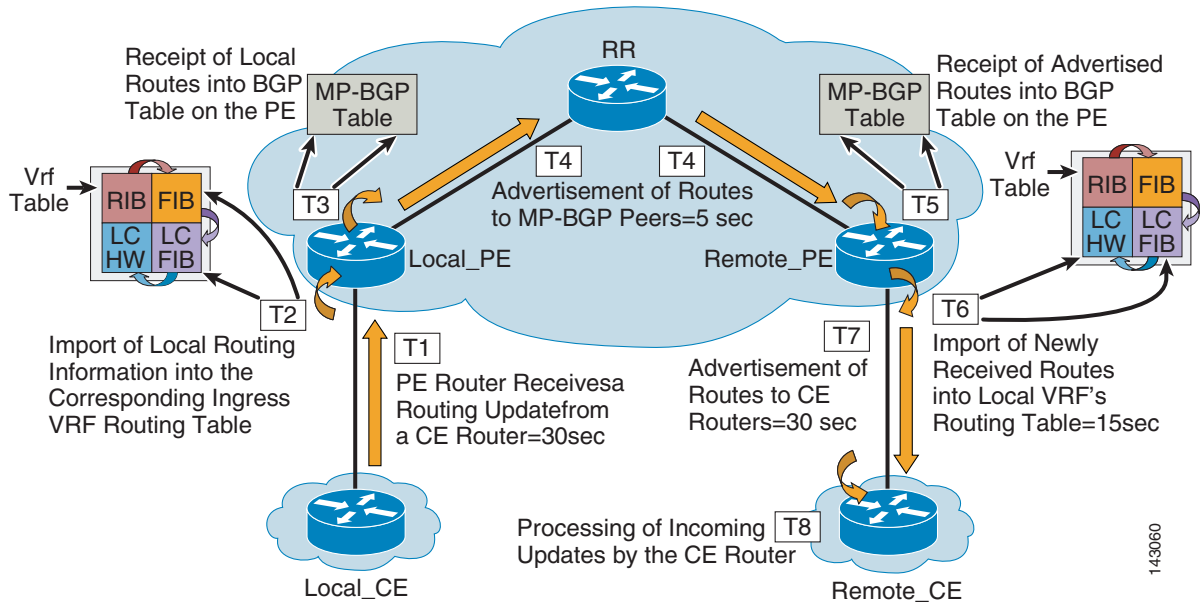 RR
Receipt of Local
Routes into BGP
Table on the PE
MP-BGP
Table
MP-BGP
Table
Receipt of Advertised
Routes into BGP
Table on the PE
Vrf
Table
RIB
FIB
LC
HW
LC
FIB
T3
T4
T4
Advertisement of Routes
to MP-BGP Peers=5 sec
T5
Vrf
Table
RIB
FIB
LC
HW
LC
FIB
Local_PE
Remote_PE
T2
Import of Local Routing
Information into the
Corresponding Ingress
VRF Routing Table
T1
PE Router Receivesa
Routing Updatefrom
a CE Router=30sec
T7
Advertisement of
Routes to CE
Routers=30 sec
T6
Import of Newly
Received Routes
into Local VRF's
Routing Table=15sec
Processing of Incoming
Updates by the CE Router
T8
Local_CE
Remote_CE
143060